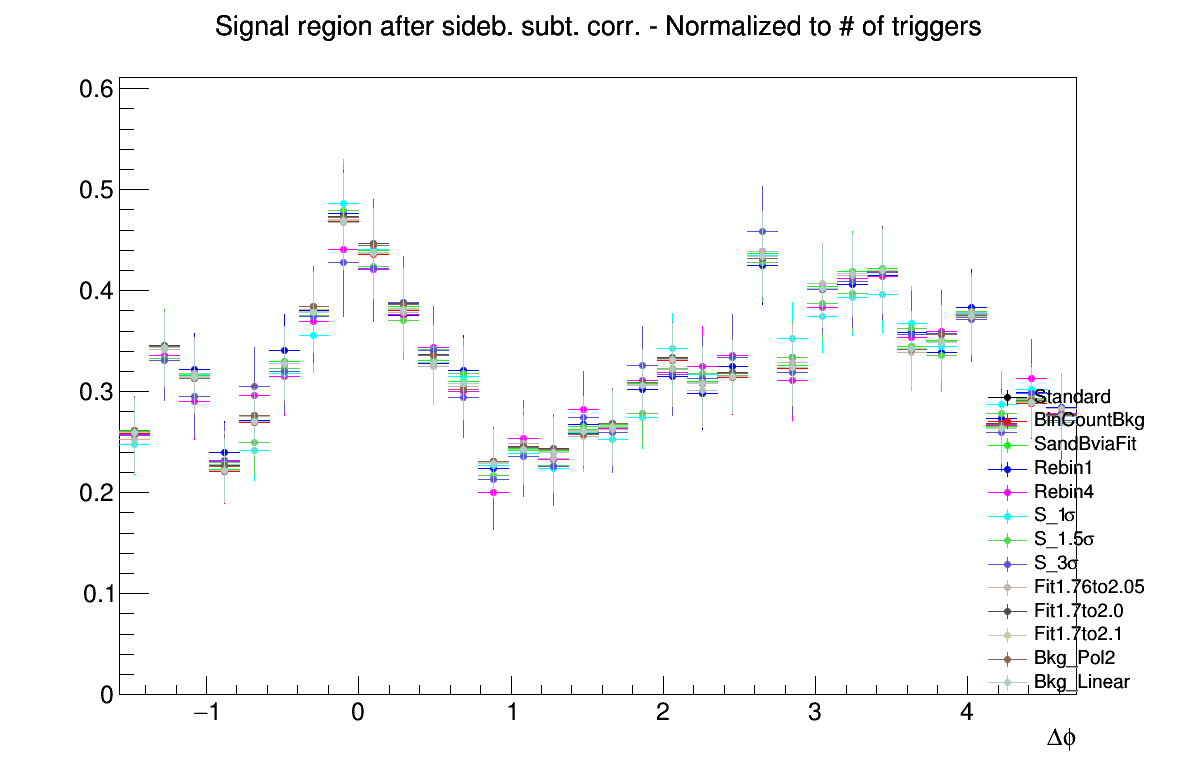 Signal region after sideb. subt. corr. - Normalized to # of triggers
0.6
0.5
0.4
0.3
0.2
0.1
0
−1 0 1 2 3 4
Δϕ
Standard
BinCountBkg
SandBviaFit
Rebin1
Rebin4
S_1σ
S_1.5σ
S_3σ
Fit1.76to2.05
Fit1.7to2.0
Fit1.7to2.1
Bkg_Pol2
Bkg_Linear